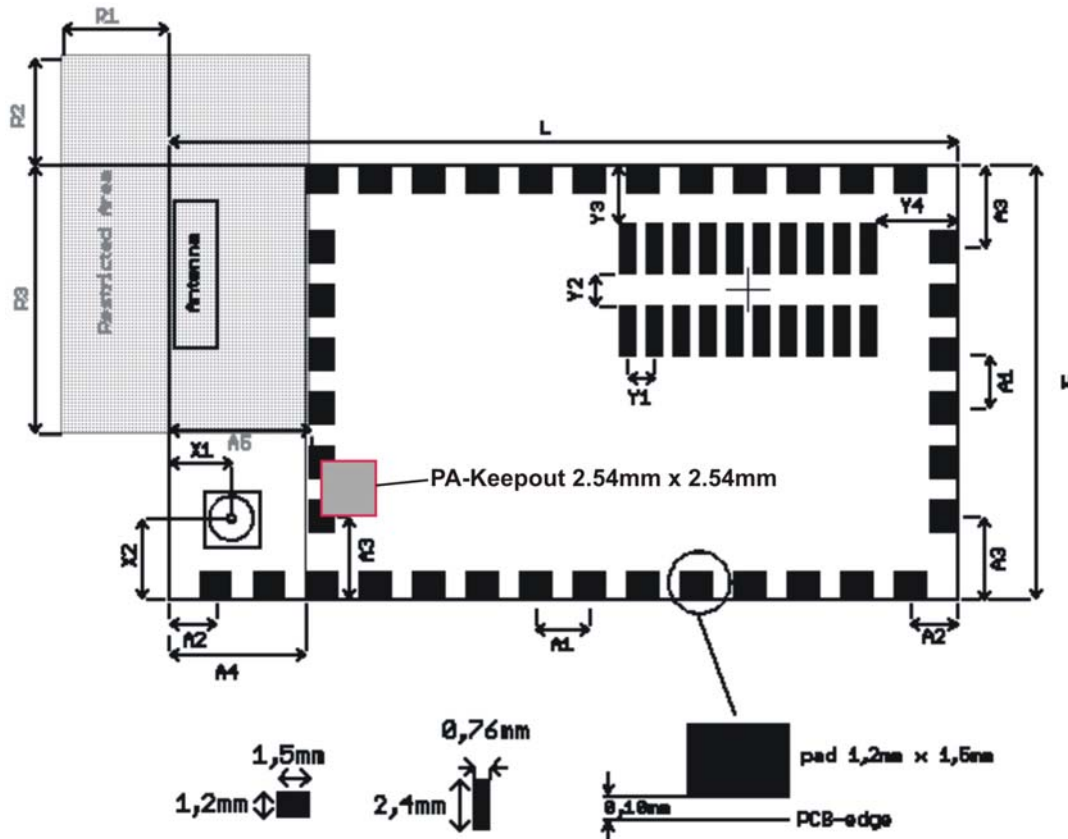 R1
R2
L
Restricted Area
Antenna
R3
Y3
Y4
A3
Y2
Y1
A1
A5
X1
PA-Keepout 2.54mm x 2.54mm
X2
A3
A3
A2
A1
A2
A4
0,76mm
1,5mm
1,2mm
2,4mm
pad 1,2mm x 1,5mm
0,10mm
PCB-edge